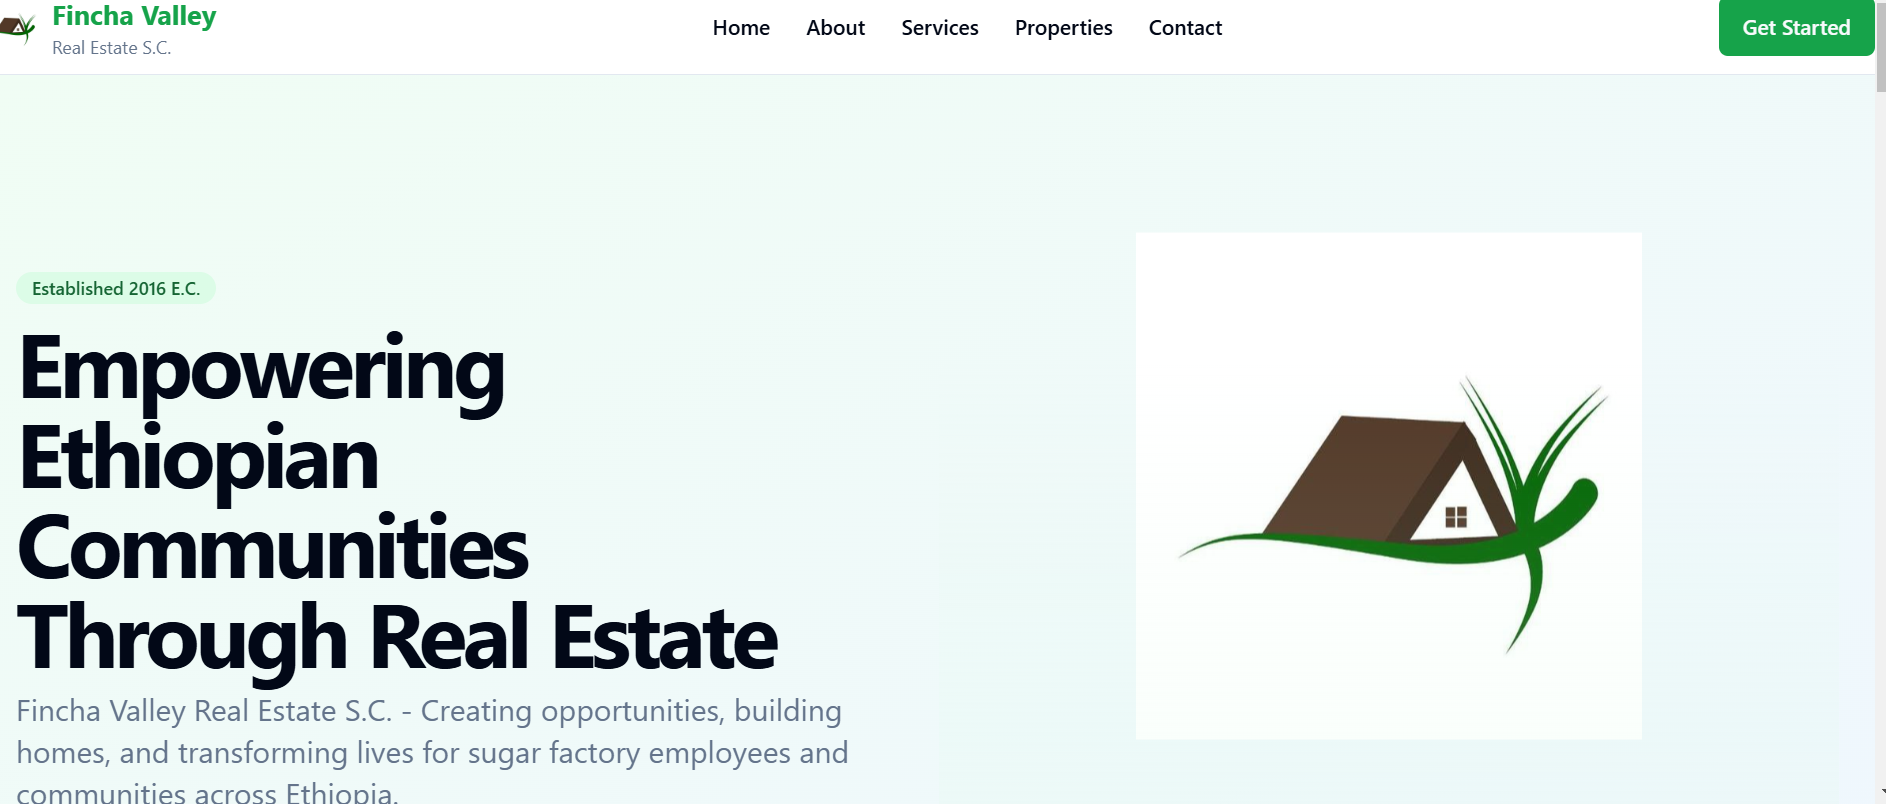 Fincha Valley
Real Estate S.C.
Home
About
Services
Properties
Contact
Get Started
Established 2016 E.C.
Empowering
Ethiopian
Communities
Through Real Estate
Fincha Valley Real Estate S.C. - Creating opportunities, building
homes, and transforming lives for sugar factory employees and
communities across Ethiopia.